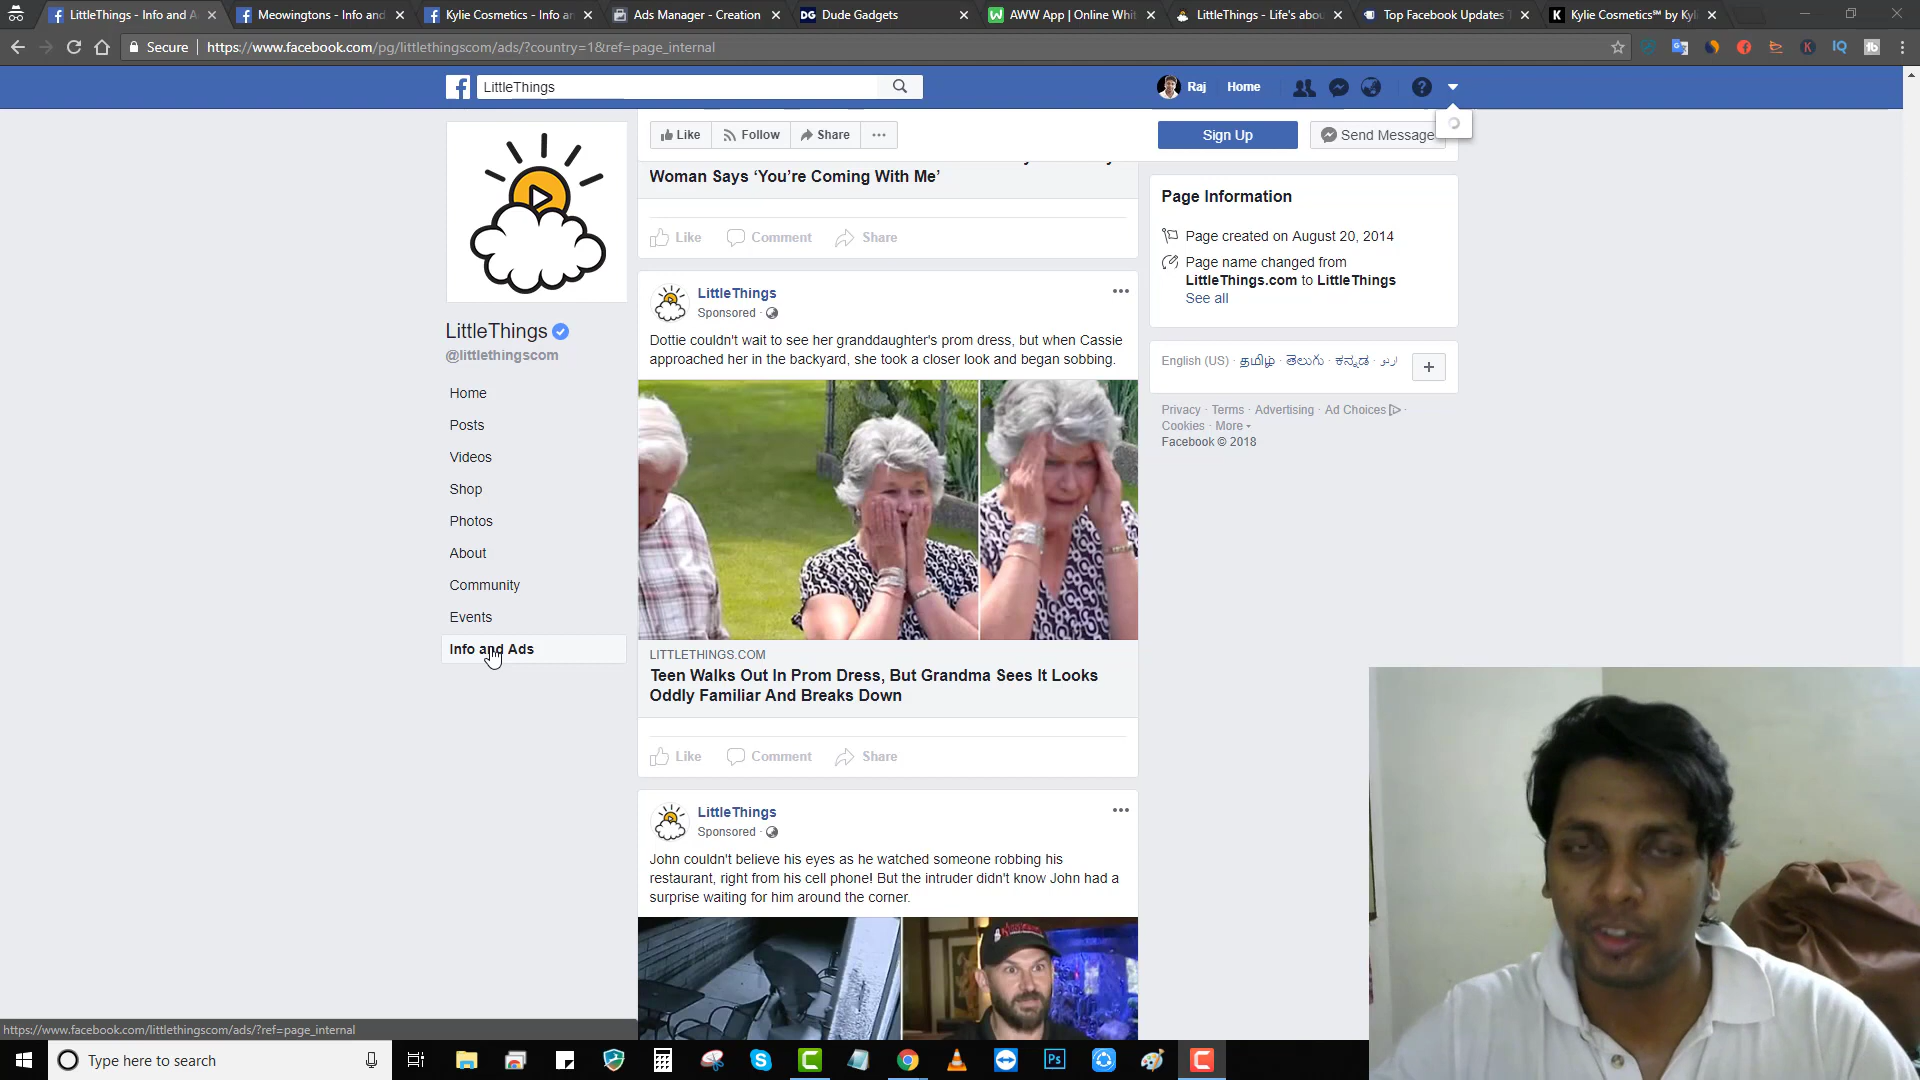 LittleThings - Info and A
Meowingtons - Info and
Kylie Cosmetics - Info an
Ads Manager - Creation
DG Dude Gadgets
AWW App | Online Whit
LittleThings - Life's abou
Top Facebook Updates
Kylie Cosmetics℠ by Kyl
Secure https://www.facebook.com/pg/littlethingscom/ads/?country=1&ref=page_internal
LittleThings
Raj Home
Like Follow Share
Sign Up Send Message
Woman Says ‘You’re Coming With Me’
Like Comment Share
LittleThings
@littlethingscom
Home
Posts
Videos
Shop
Photos
About
Community
Events
Info and Ads
LittleThings
Sponsored ·
Dottie couldn't wait to see her granddaughter's prom dress, but when Cassie
approached her in the backyard, she took a closer look and began sobbing.
LITTLETHINGS.COM
Teen Walks Out In Prom Dress, But Grandma Sees It Looks
Oddly Familiar And Breaks Down
Like Comment Share
LittleThings
Sponsored ·
John couldn't believe his eyes as he watched someone robbing his
restaurant, right from his cell phone! But the intruder didn't know John had a
surprise waiting for him around the corner.
Page Information
Page created on August 20, 2014
Page name changed from
LittleThings.com to LittleThings
See all
English (US) · தமிழ் · తెలుగు · ಕನ್ನಡ · اردو
Privacy · Terms · Advertising · Ad Choices ·
Cookies · More
Facebook © 2018
https://www.facebook.com/littlethingscom/ads/?ref=page_internal
Type here to search